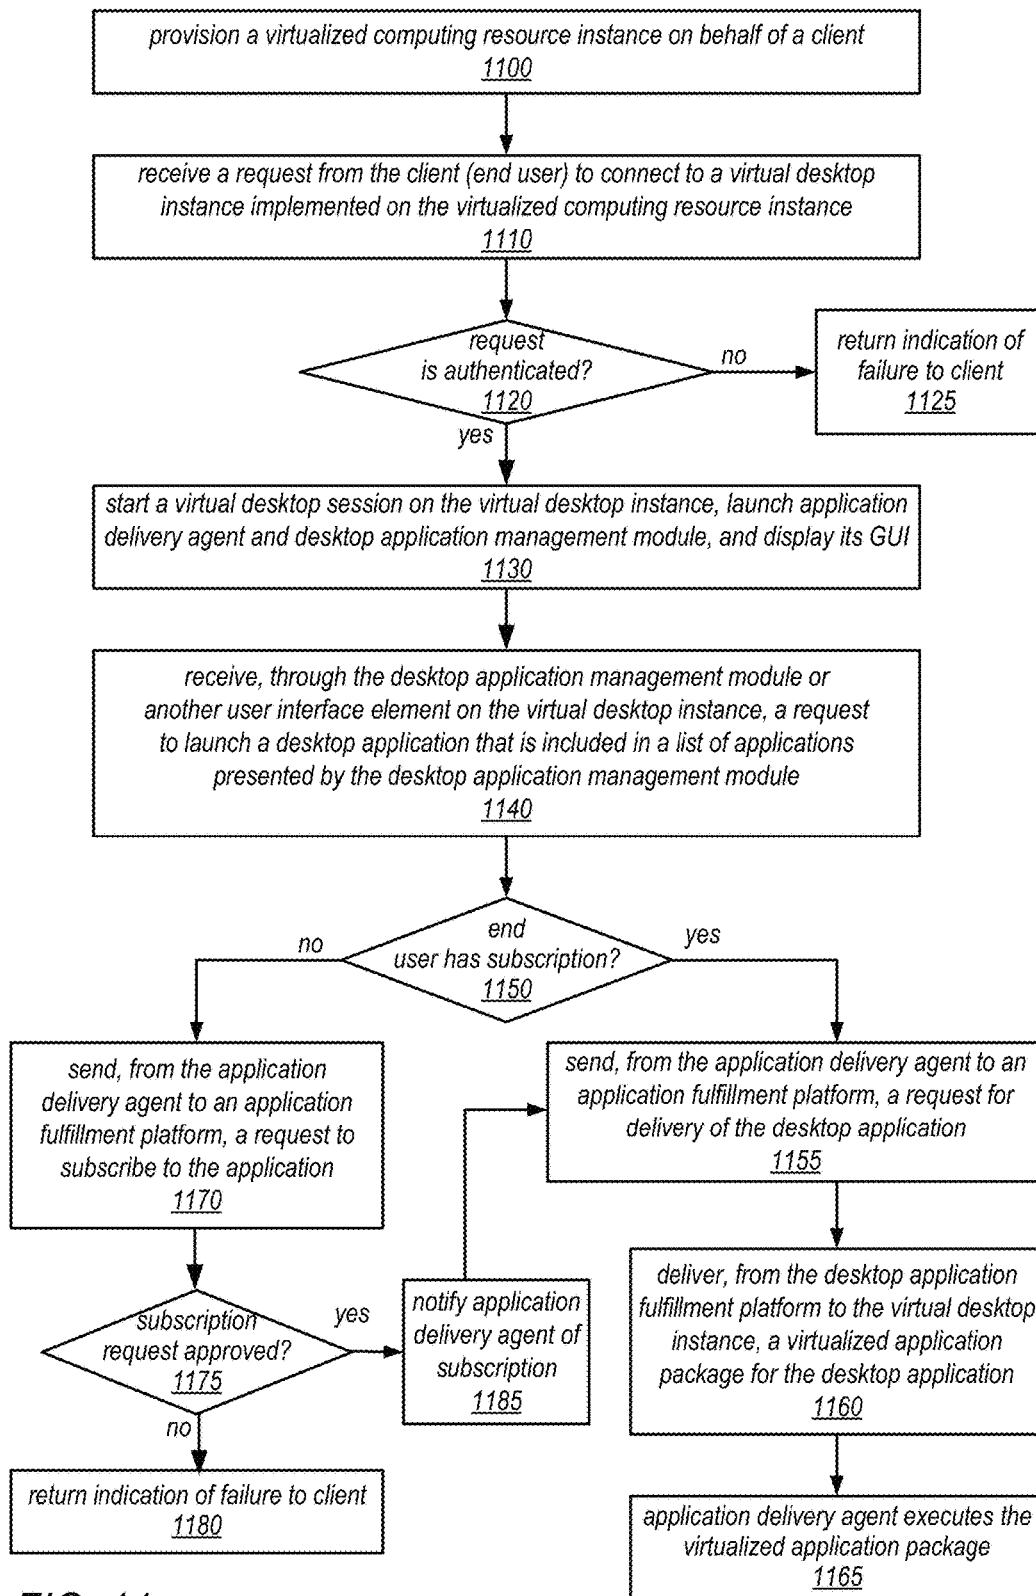 provision a virtualized computing resource instance on behalf of a client
1100
receive a request from the client (end user) to connect to a virtual desktop
instance implemented on the virtualized computing resource instance
1110
request
is authenticated?
1120
no
return indication of
failure to client
1125
yes
start a virtual desktop session on the virtual desktop instance, launch application
delivery agent and desktop application management module, and display its GUI
1130
receive, through the desktop application management module or
another user interface element on the virtual desktop instance, a request
to launch a desktop application that is included in a list of applications
presented by the desktop application management module
1140
end
user has subscription?
1150
no
yes
send, from the application
delivery agent to an application
fulfillment platform, a request to
subscribe to the application
1170
send, from the application delivery agent to an
application fulfillment platform, a request for
delivery of the desktop application
1155
subscription
request approved?
1175
yes
notify application
delivery agent of
subscription
1185
deliver, from the desktop application
fulfillment platform to the virtual desktop
instance, a virtualized application
package for the desktop application
1160
no
return indication of failure to client
1180
application delivery agent executes the
virtualized application package
1165